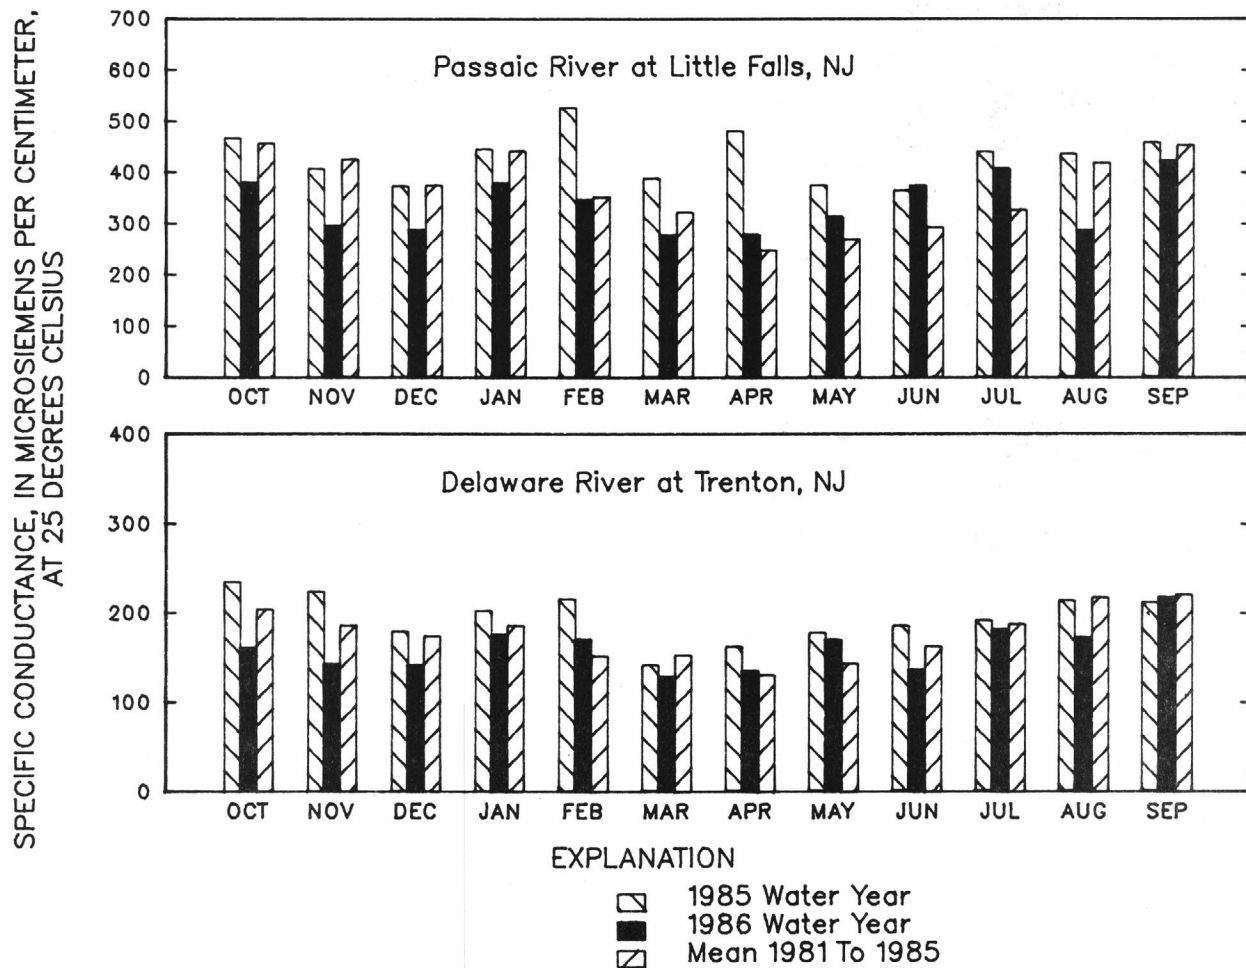 SPECIFIC CONDUCTANCE, IN MICROSIEMENS PER CENTIMETER,
AT 25 DEGREES CELSIUS
700
Passaic River at Little Falls, NJ
600
500
400
300
200
100
0
OCT NOV DEC JAN FEB MAR APR MAY JUN JUL AUG SEP
400
Delaware River at Trenton, NJ
300
200
100
0
OCT NOV DEC JAN FEB MAR APR MAY JUN JUL AUG SEP
EXPLANATION
1985 Water Year
1986 Water Year
Mean 1981 To 1985